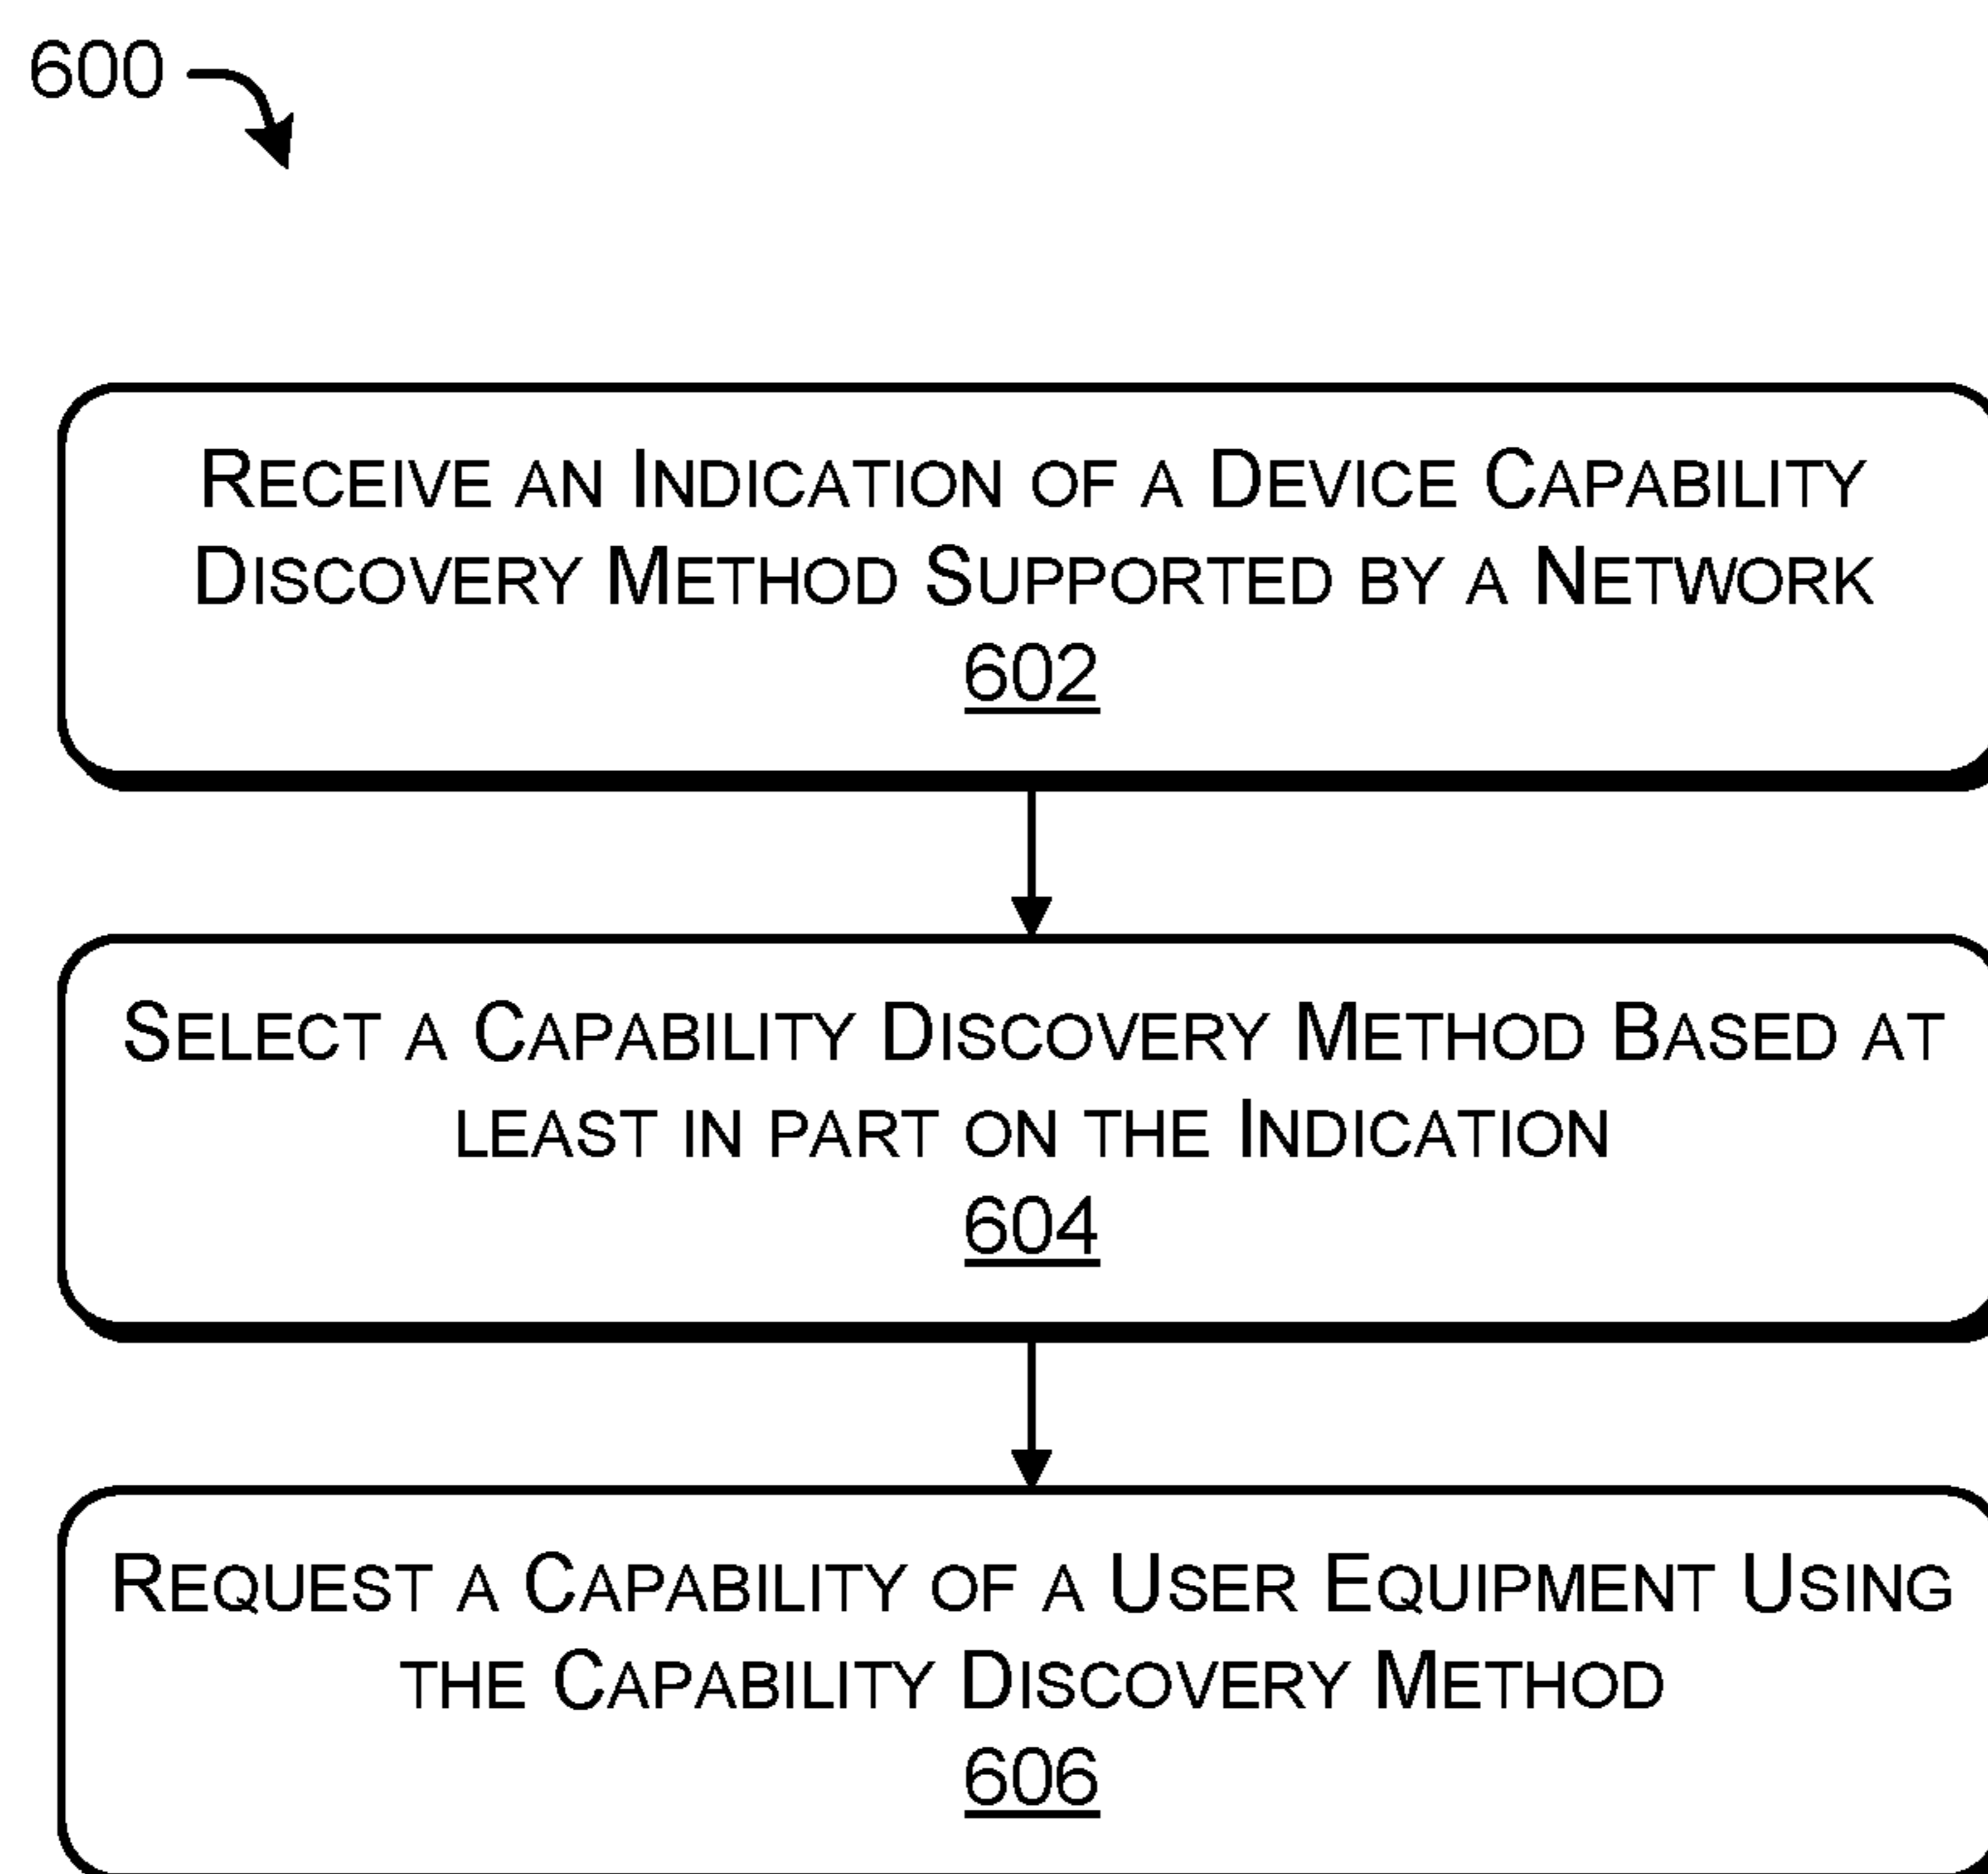 600
Receive an Indication of a Device Capability
Discovery Method Supported by a Network
602
Select a Capability Discovery Method Based at
least in part on the Indication
604
Request a Capability of a User Equipment Using
the Capability Discovery Method
606